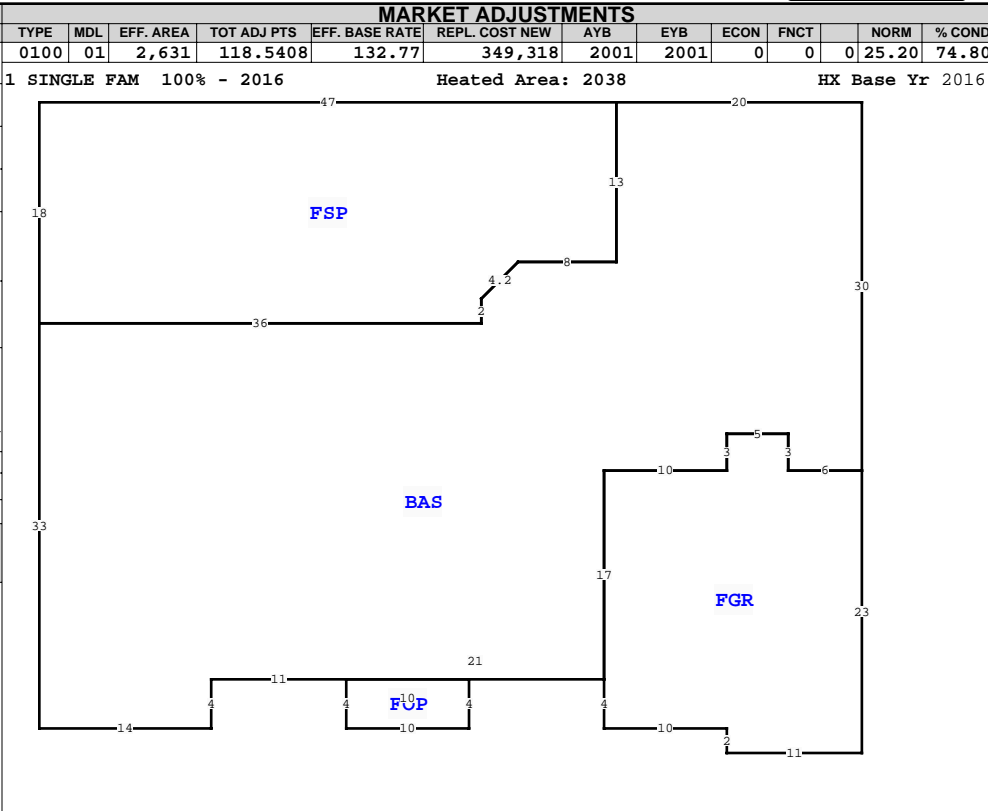 MARKET ADJUSTMENTS
TYPE MDL EFF. AREA TOT ADJ PTS EFF. BASE RATE REPL. COST NEW AYB EYB ECON FNCT NORM % COND
0100 01 2,631 118.5408 132.77 349,318 2001 2001 0 0 0 25.20 74.80
1 SINGLE FAM 100% - 2016 Heated Area: 2038 HX Base Yr 2016
47 20
13
18 FSP
8
4.2
30
2
36
5
3 3
10 6
BAS
33
17
FGR
23
21
11
4 4 FOP 10 4 4
14 10 10
2
11